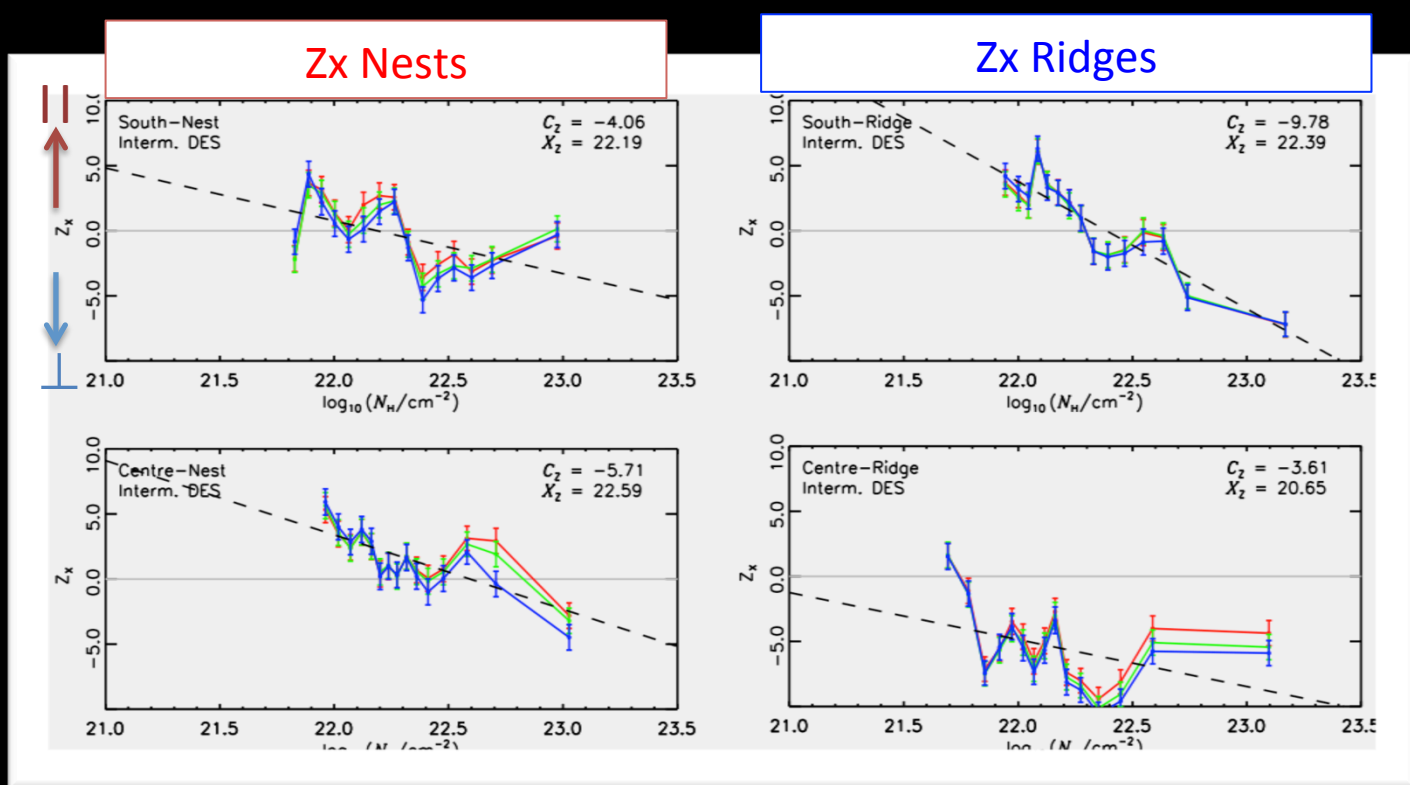 Zx Nests
Zx Ridges
||
⊥
South-Nest
Interm. DES
C_Z = -4.06
X_Z = 22.19
10.0
5.0
0.0
-5.0
Z_x
21.0 21.5 22.0 22.5 23.0 23.5
log₁₀(N_H/cm⁻²)
South-Ridge
Interm. DES
C_Z = -9.78
X_Z = 22.39
5.0
0.0
-5.0
Z_x
21.0 21.5 22.0 22.5 23.0 23.5
log₁₀(N_H/cm⁻²)
Centre-Nest
Interm. DES
C_Z = -5.71
X_Z = 22.59
10.0
5.0
0.0
-5.0
Z_x
21.0 21.5 22.0 22.5 23.0 23.5
Centre-Ridge
Interm. DES
C_Z = -3.61
X_Z = 20.65
10.0
5.0
0.0
-5.0
Z_x
21.0 21.5 22.0 22.5 23.0 23.5